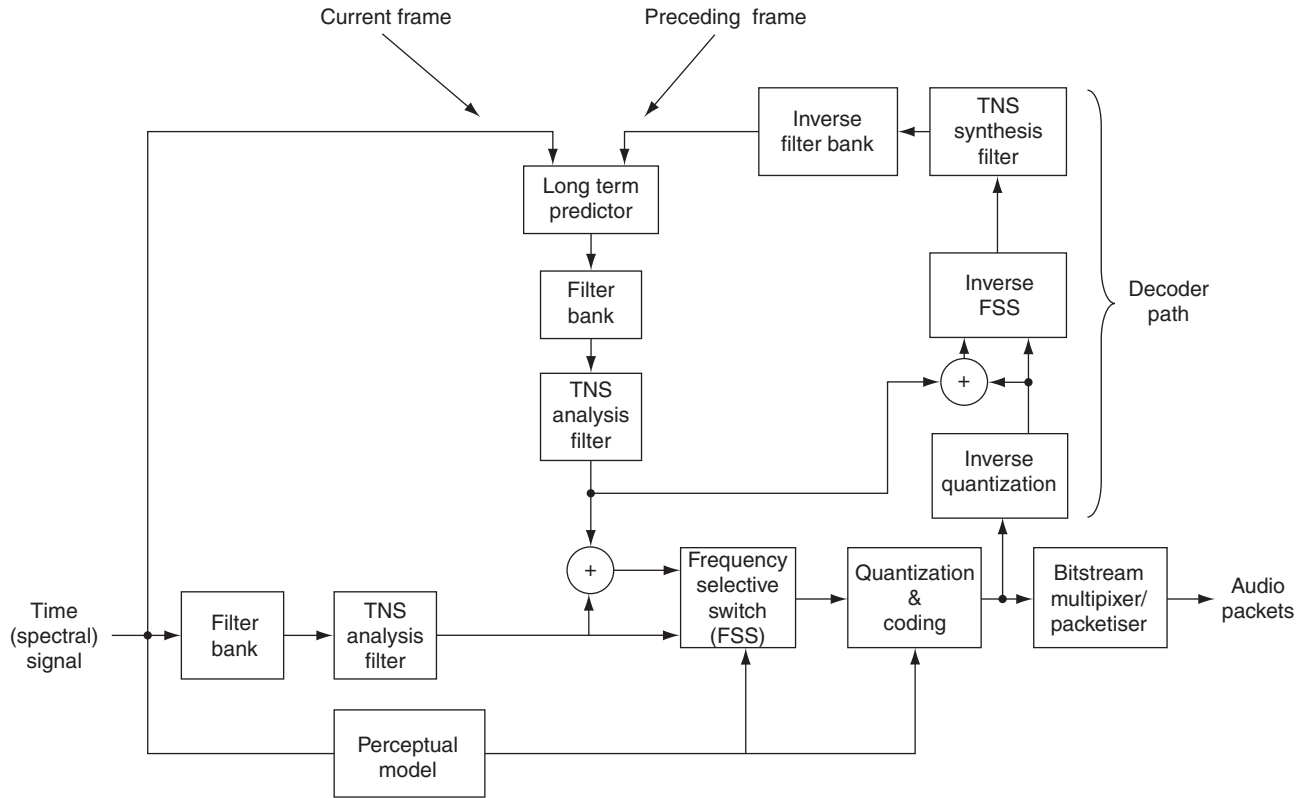 Current frame
Preceding frame
Inverse
filter bank
TNS
synthesis
filter
Long term
predictor
Filter
bank
Inverse
FSS
Decoder
path
TNS
analysis
filter
+
Inverse
quantization
+
Frequency
selective
switch
(FSS)
Quantization
&
coding
Bitstream
multipixer/
packetiser
Audio
packets
Time
(spectral)
signal
Filter
bank
TNS
analysis
filter
Perceptual
model